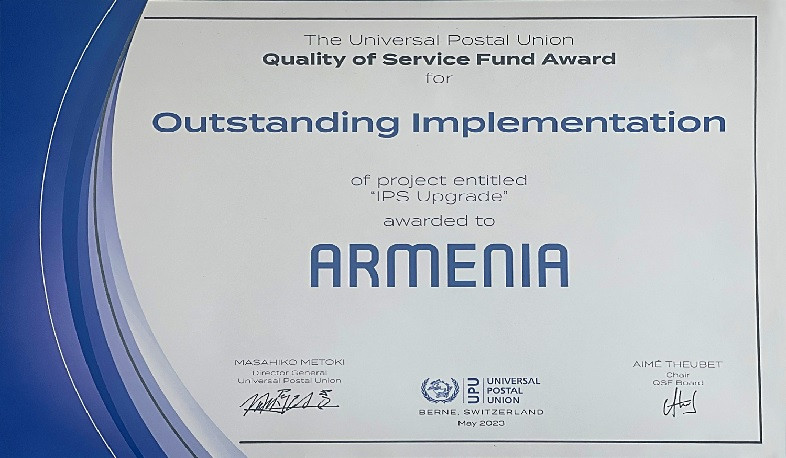 The Universal Postal Union
Quality of Service Fund Award
for
Outstanding Implementation
of project entitled
“IPS Upgrade”
awarded to
ARMENIA
MASAHIKO METOKI
Director General
Universal Postal Union
AIMÉ THEUBET
Chair
QSF Board
UPU
UNIVERSAL
POSTAL
UNION
BERNE, SWITZERLAND
May 2023